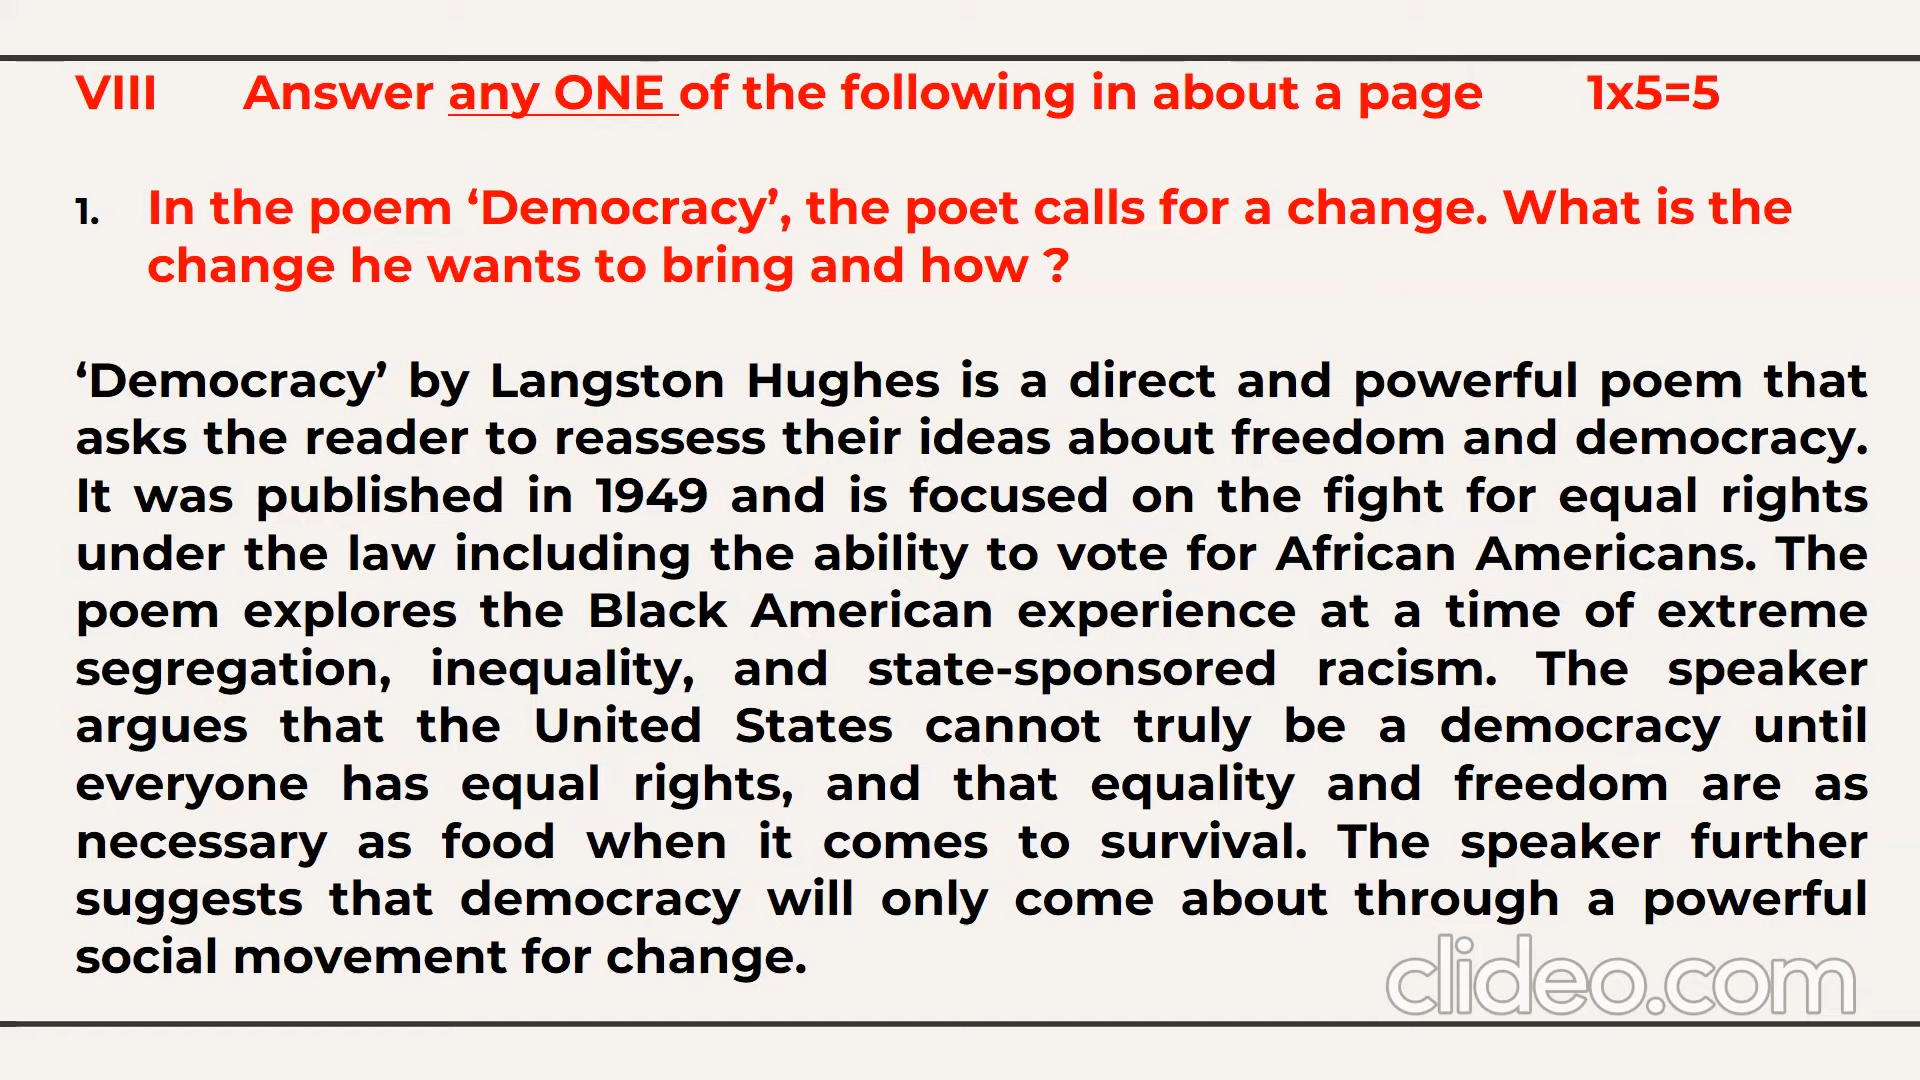 VIII Answer any ONE of the following in about a page 1x5=5
1. In the poem ‘Democracy’, the poet calls for a change. What is the
change he wants to bring and how ?
‘Democracy’ by Langston Hughes is a direct and powerful poem that
asks the reader to reassess their ideas about freedom and democracy.
It was published in 1949 and is focused on the fight for equal rights
under the law including the ability to vote for African Americans. The
poem explores the Black American experience at a time of extreme
segregation, inequality, and state-sponsored racism. The speaker
argues that the United States cannot truly be a democracy until
everyone has equal rights, and that equality and freedom are as
necessary as food when it comes to survival. The speaker further
suggests that democracy will only come about through a powerful
social movement for change.
clideo.com